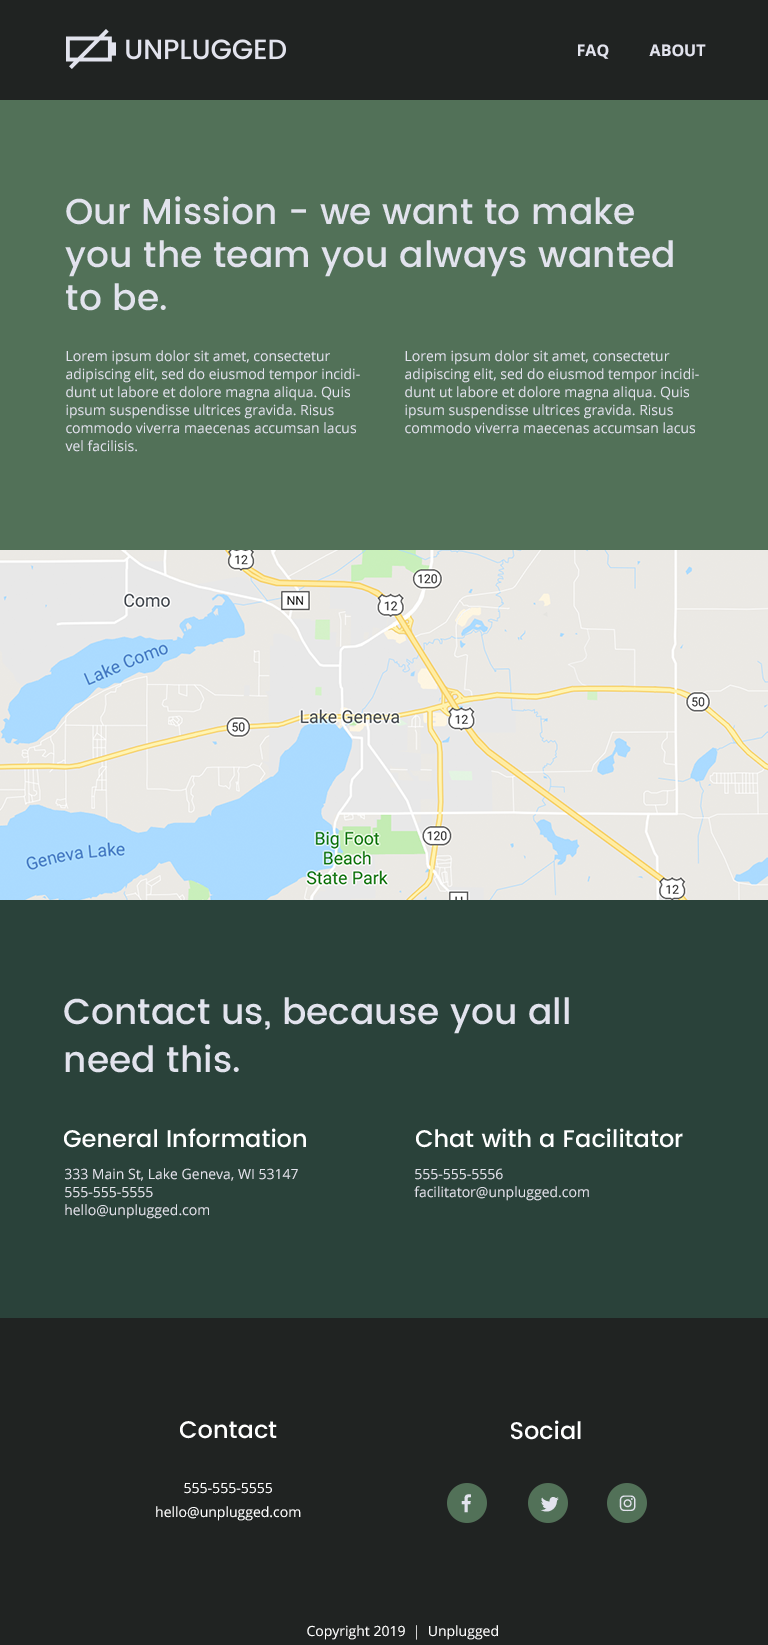 UNPLUGGED
FAQ
ABOUT
Our Mission - we want to make
you the team you always wanted
to be.
Lorem ipsum dolor sit amet, consectetur
adipiscing elit, sed do eiusmod tempor incidi-
dunt ut labore et dolore magna aliqua. Quis
ipsum suspendisse ultrices gravida. Risus
commodo viverra maecenas accumsan lacus
vel facilisis.
Lorem ipsum dolor sit amet, consectetur
adipiscing elit, sed do eiusmod tempor incidi-
dunt ut labore et dolore magna aliqua. Quis
ipsum suspendisse ultrices gravida. Risus
commodo viverra maecenas accumsan lacus
12
120
Como
NN
12
Lake Como
50
Lake Geneva
12
50
120
Big Foot
Beach
State Park
Geneva Lake
12
Contact us, because you all
need this.
General Information
333 Main St, Lake Geneva, WI 53147
555-555-5555
hello@unplugged.com
Chat with a Facilitator
555-555-5556
facilitator@unplugged.com
Contact
555-555-5555
hello@unplugged.com
Social
Copyright 2019 | Unplugged